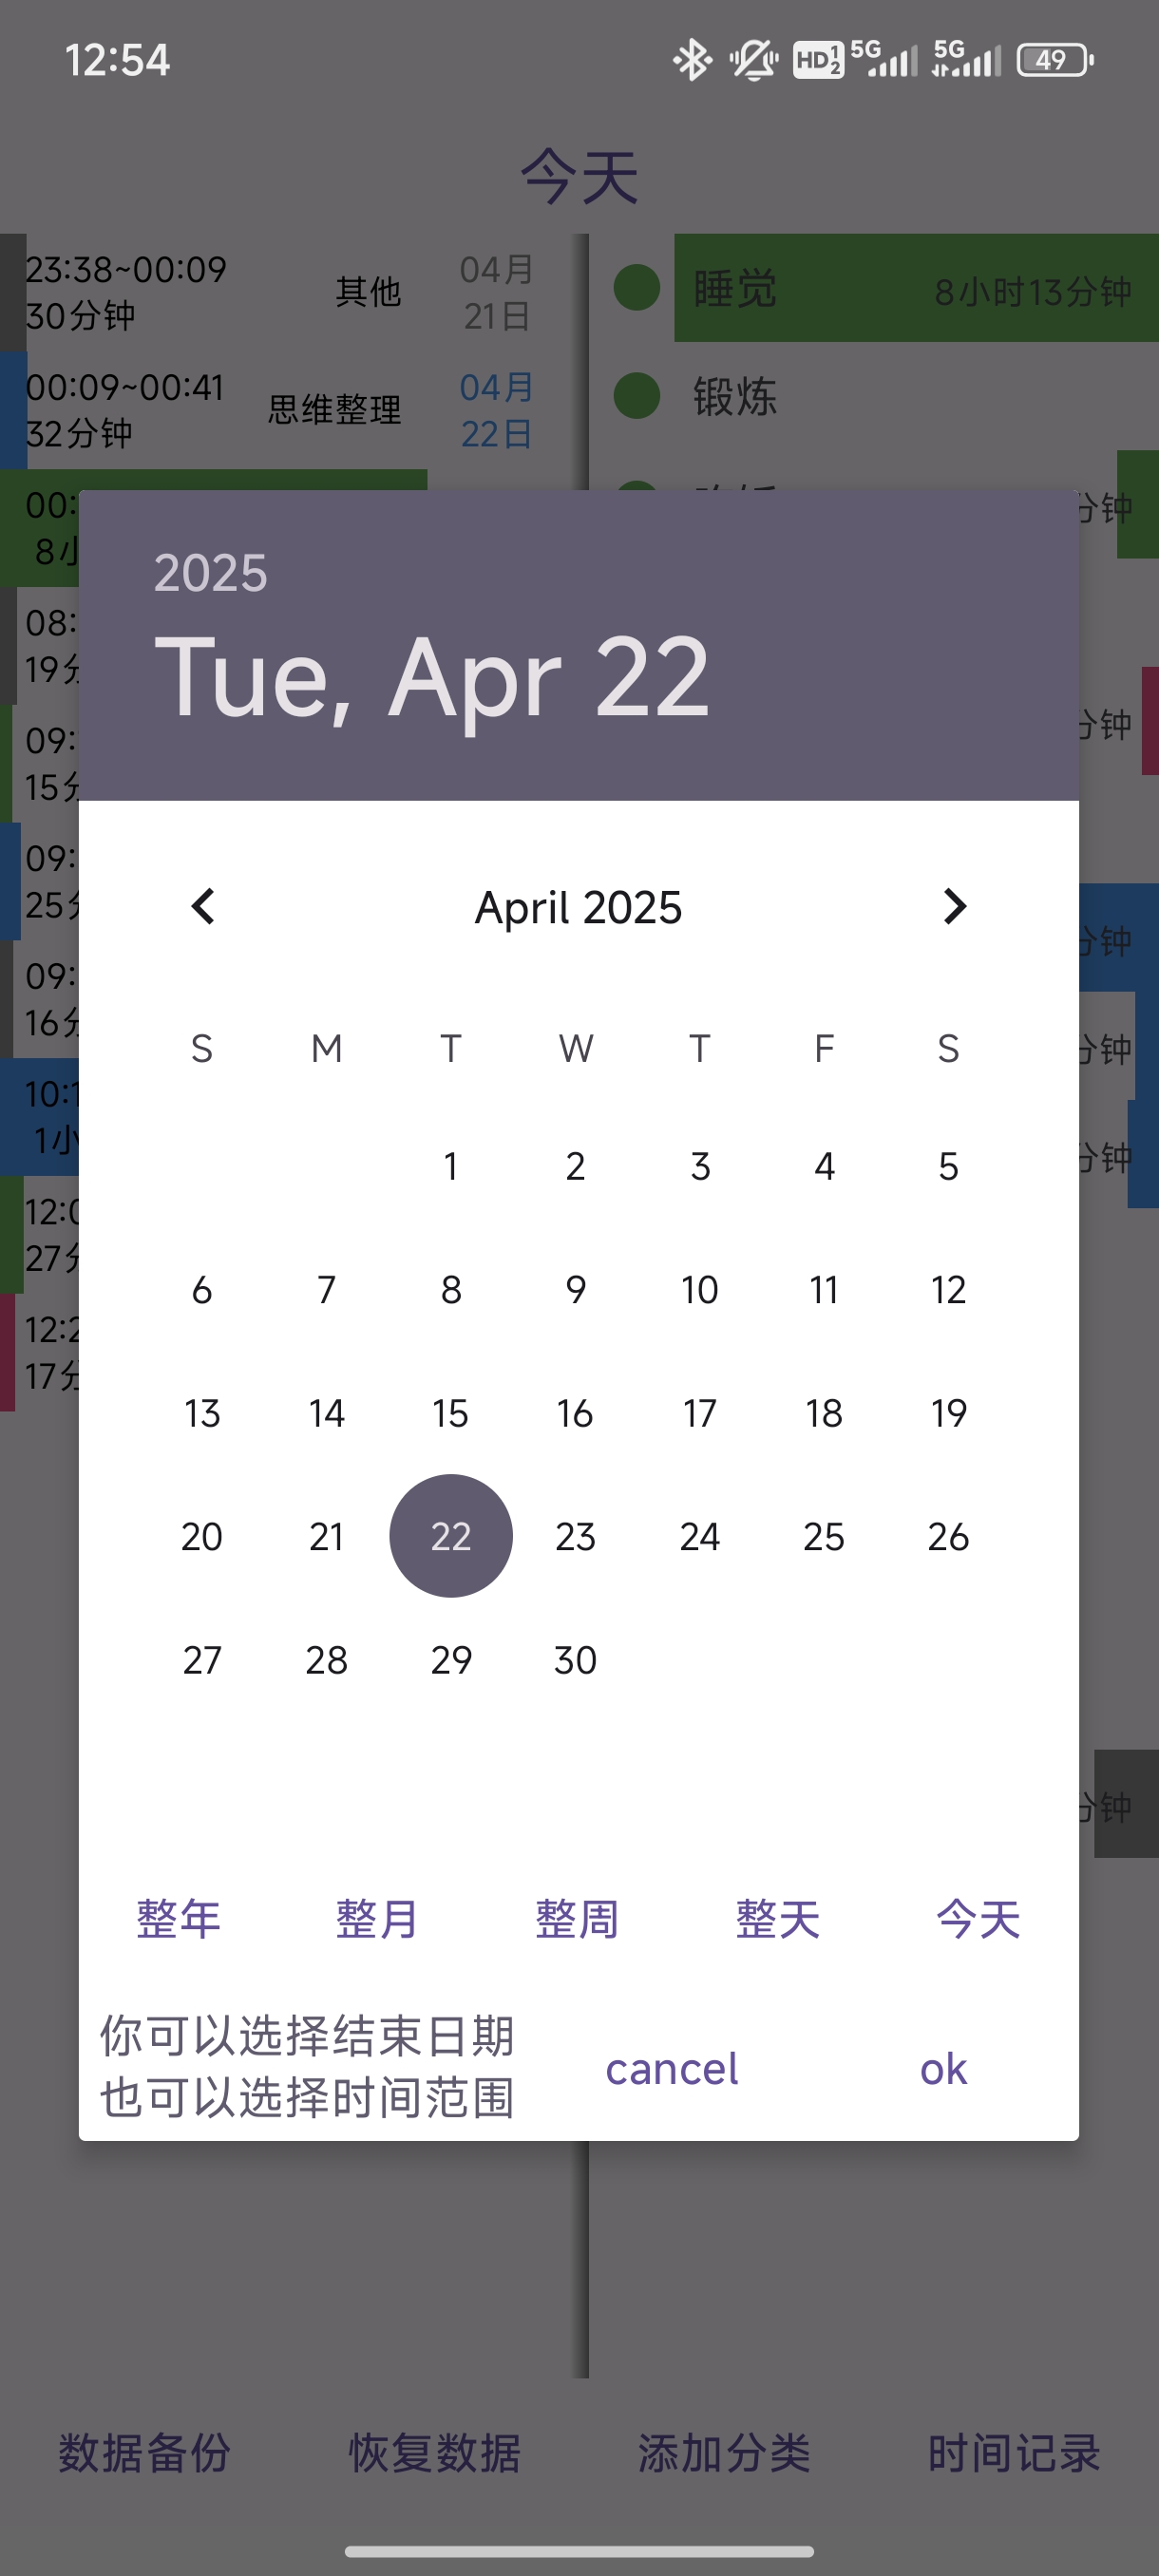 12:54
HD 1 2 5G 5G 49
今天
23:38~00:09
30分钟
其他
04月
21日
睡觉
8小时13分钟
00:09~00:41
32分钟
思维整理
04月
22日
锻炼
00:
8小
分钟
08:
19分
09:
15分
分钟
09:
25分
分钟
09:
16分
分钟
10:1
1小
分钟
12:0
27分
12:2
17分
分钟
2025
Tue, Apr 22
April 2025
S M T W T F S
1 2 3 4 5
6 7 8 9 10 11 12
13 14 15 16 17 18 19
20 21 22 23 24 25 26
27 28 29 30
整年 整月 整周 整天 今天
你可以选择结束日期
也可以选择时间范围
cancel ok
数据备份 恢复数据 添加分类 时间记录